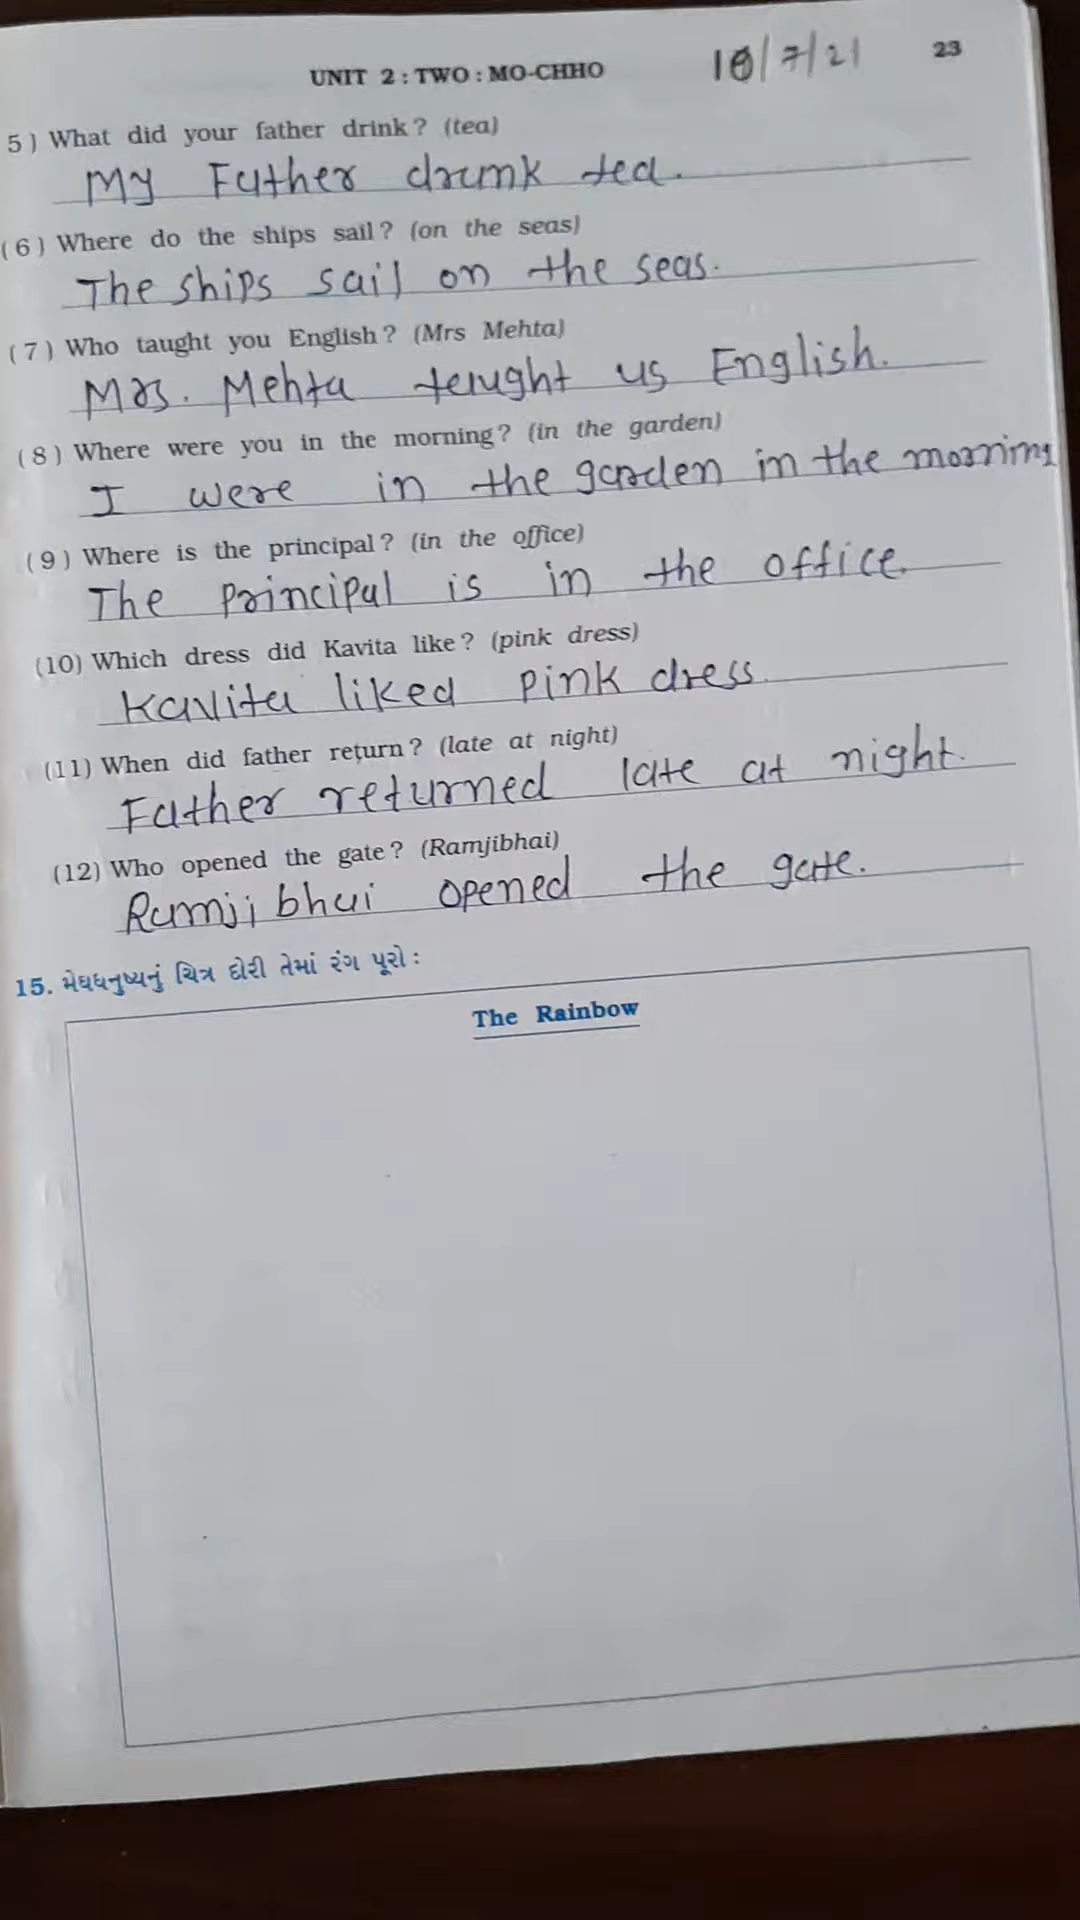 UNIT 2 : TWO : MO-CHHO 10/7/21 23
5) What did your father drink? (tea)
My Father drunk tea.
(6) Where do the ships sail? (on the seas)
The ships sail on the seas.
(7) Who taught you English? (Mrs Mehta)
Mrs. Mehta taught us English.
(8) Where were you in the morning? (in the garden)
I were in the garden in the morning
(9) Where is the principal? (in the office)
The Principal is in the office.
(10) Which dress did Kavita like? (pink dress)
Kavita liked pink dress.
(11) When did father return? (late at night)
Father returned late at night.
(12) Who opened the gate? (Ramjibhai)
Ramjibhai opened the gate.
15. મેઘધનુષ્યનું ચિત્ર દોરી તેમાં રંગ પૂરો :
The Rainbow